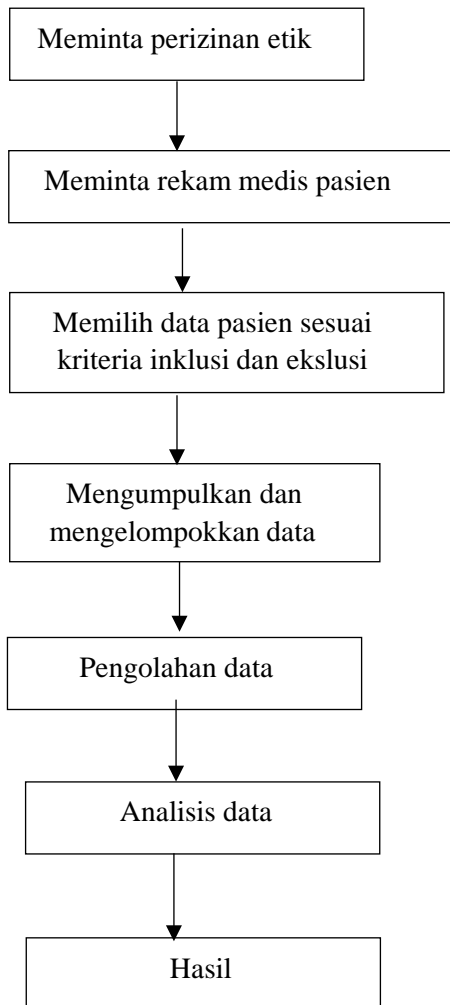 Meminta perizinan etik
Meminta rekam medis pasien
Memilih data pasien sesuai
kriteria inklusi dan ekslusi
Mengumpulkan dan
mengelompokkan data
Pengolahan data
Analisis data
Hasil